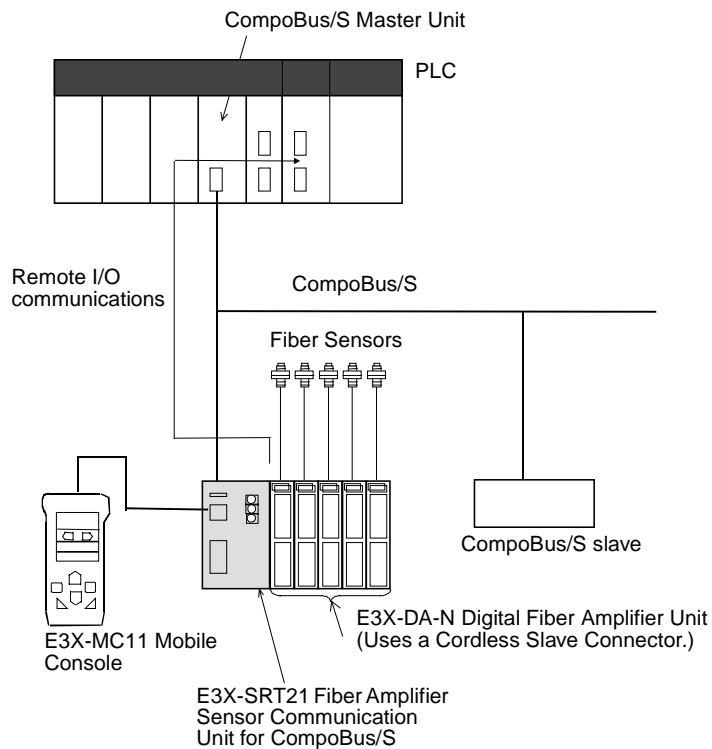 CompoBus/S Master Unit
PLC
Remote I/O
communications
CompoBus/S
Fiber Sensors
CompoBus/S slave
E3X-DA-N Digital Fiber Amplifier Unit
(Uses a Cordless Slave Connector.)
E3X-MC11 Mobile
Console
E3X-SRT21 Fiber Amplifier
Sensor Communication
Unit for CompoBus/S